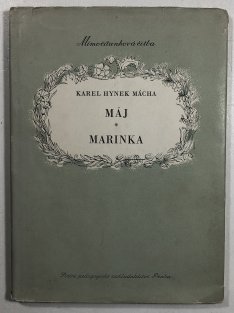 Mimočítanková četba
KAREL HYNEK MÁCHA
MÁJ
*
MARINKA
Státní pedagogické nakladatelství Praha